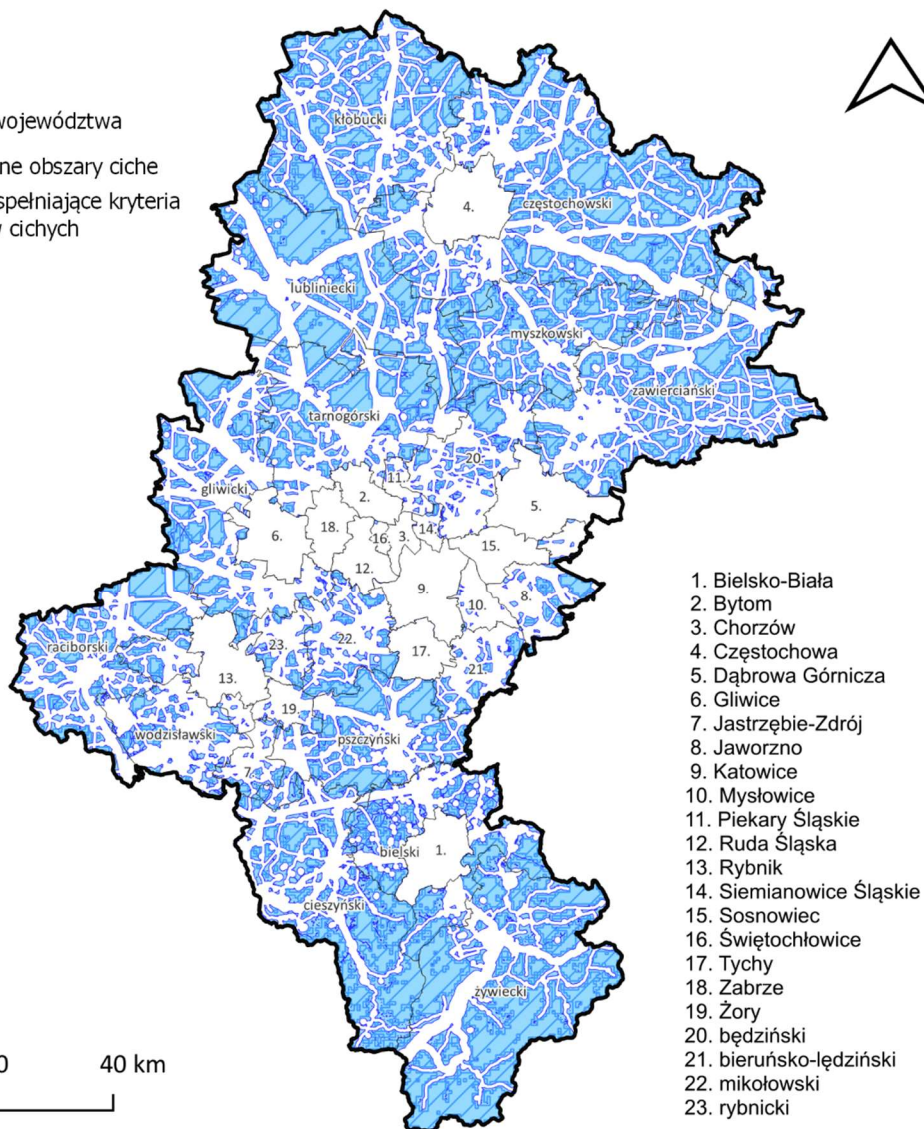 województwa
ne obszary ciche
spełniające kryteria
cichych
kłobucki
4.
częstochowski
lubliniecki
myszkowski
zawierciański
tarnogórski
20.
11.
gliwicki
2.
5.
6.
18.
16.
3.
14.
15.
12.
9.
10.
8.
raciborski
23.
22.
17.
21.
13.
19.
wodzisławski
pszczyński
7.
bielski
1.
cieszyński
żywiecki
1. Bielsko-Biała
2. Bytom
3. Chorzów
4. Częstochowa
5. Dąbrowa Górnicza
6. Gliwice
7. Jastrzębie-Zdrój
8. Jaworzno
9. Katowice
10. Mysłowice
11. Piekary Śląskie
12. Ruda Śląska
13. Rybnik
14. Siemianowice Śląskie
15. Sosnowiec
16. Świętochłowice
17. Tychy
18. Zabrze
19. Żory
20. będziński
21. bieruńsko-lędziński
22. mikołowski
23. rybnicki
40 km